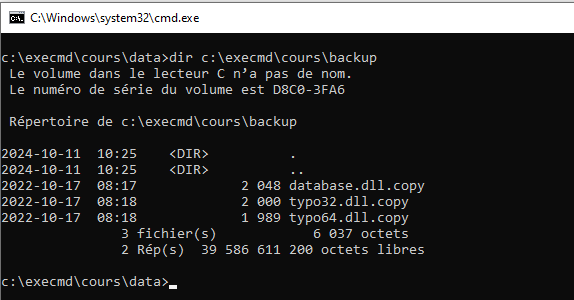 C:\Windows\system32\cmd.exe
c:\execmd\cours\data>dir c:\execmd\cours\backup
Le volume dans le lecteur C n’a pas de nom.
Le numéro de série du volume est D8C0-3FA6
Répertoire de c:\execmd\cours\backup
2024-10-11  10:25    <DIR>          .
2024-10-11  10:25    <DIR>          ..
2022-10-17  08:17             2 048 database.dll.copy
2022-10-17  08:18             2 000 typo32.dll.copy
2022-10-17  08:18             1 989 typo64.dll.copy
3 fichier(s)            6 037 octets
2 Rép(s)  39 586 611 200 octets libres
c:\execmd\cours\data>